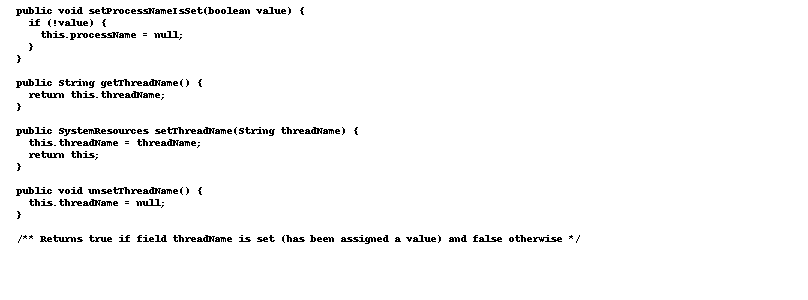 public void setProcessNameIsSet(boolean value) {
  if (!value) {
    this.processName = null;
  }
}

public String getThreadName() {
  return this.threadName;
}

public SystemResources setThreadName(String threadName) {
  this.threadName = threadName;
  return this;
}

public void unsetThreadName() {
  this.threadName = null;
}

/** Returns true if field threadName is set (has been assigned a value) and false otherwise */